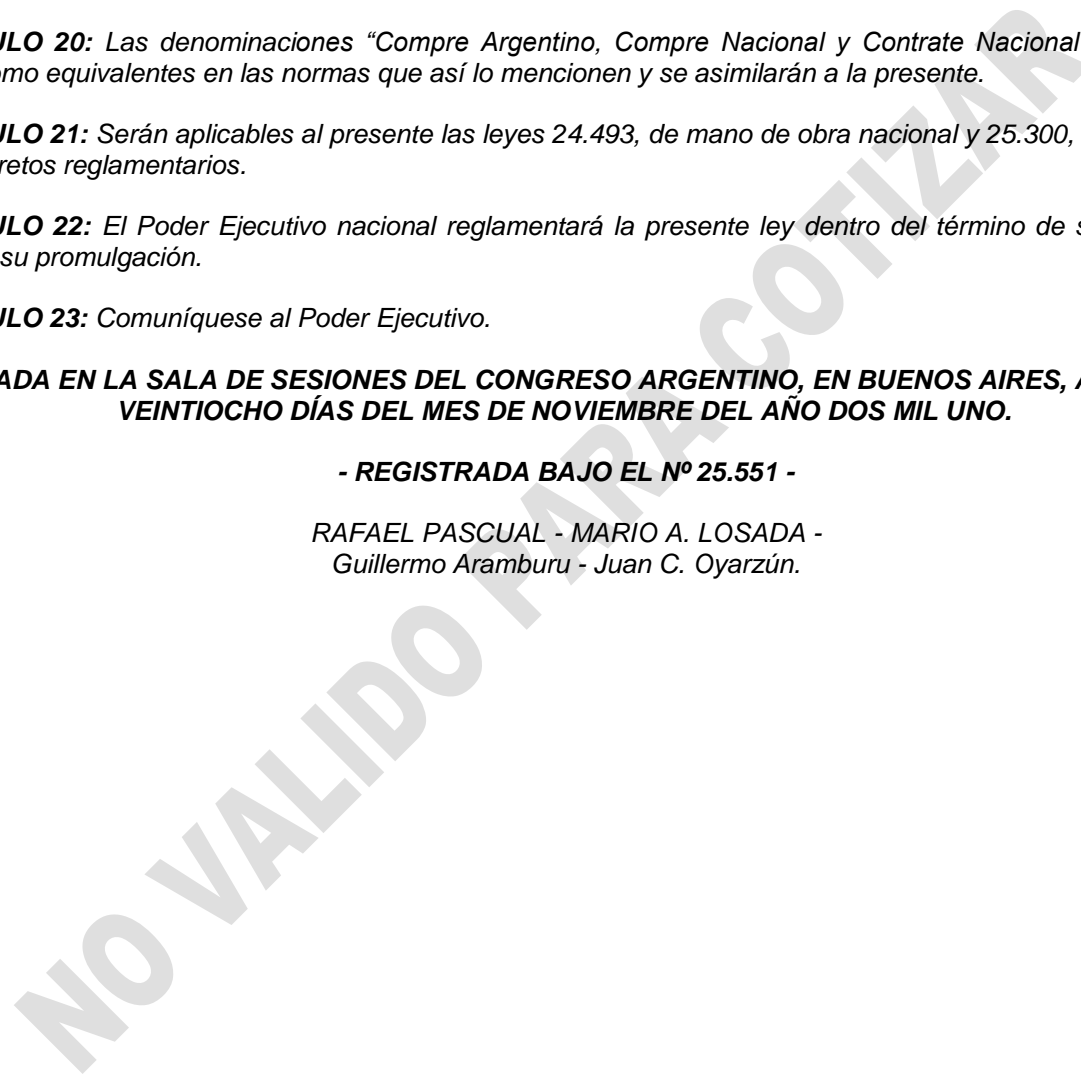 ULO 20: Las denominaciones “Compre Argentino, Compre Nacional y Contrate Nacional
omo equivalentes en las normas que así lo mencionen y se asimilarán a la presente.
ULO 21: Serán aplicables al presente las leyes 24.493, de mano de obra nacional y 25.300,
retos reglamentarios.
ULO 22: El Poder Ejecutivo nacional reglamentará la presente ley dentro del término de s
su promulgación.
ULO 23: Comuníquese al Poder Ejecutivo.
ADA EN LA SALA DE SESIONES DEL CONGRESO ARGENTINO, EN BUENOS AIRES, A
VEINTIOCHO DÍAS DEL MES DE NOVIEMBRE DEL AÑO DOS MIL UNO.
- REGISTRADA BAJO EL Nº 25.551 -
RAFAEL PASCUAL - MARIO A. LOSADA -
Guillermo Aramburu - Juan C. Oyarzún.
NO VALIDO PARA COTIZAR